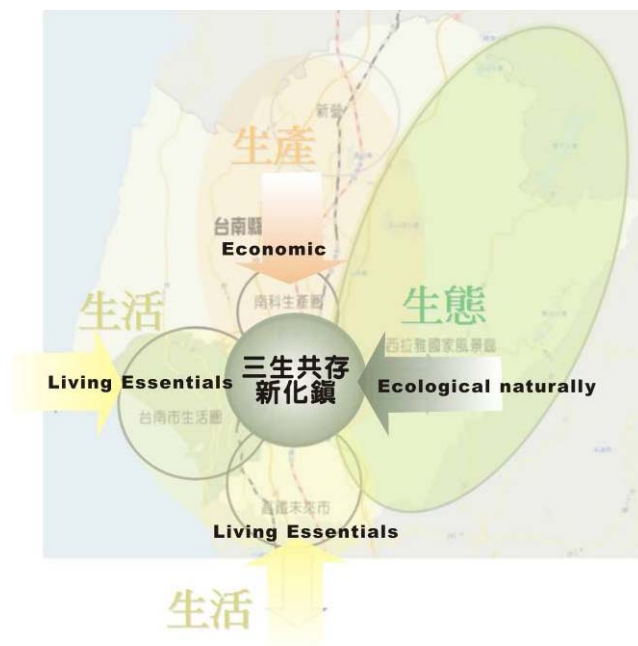 新營
生產
台南縣
Economic
生活
南科生產圈
生態
西拉雅國家風景區
三生共存
新化鎮
Living Essentials
Ecological naturally
台南市生活圈
高鐵未來市
Living Essentials
生活